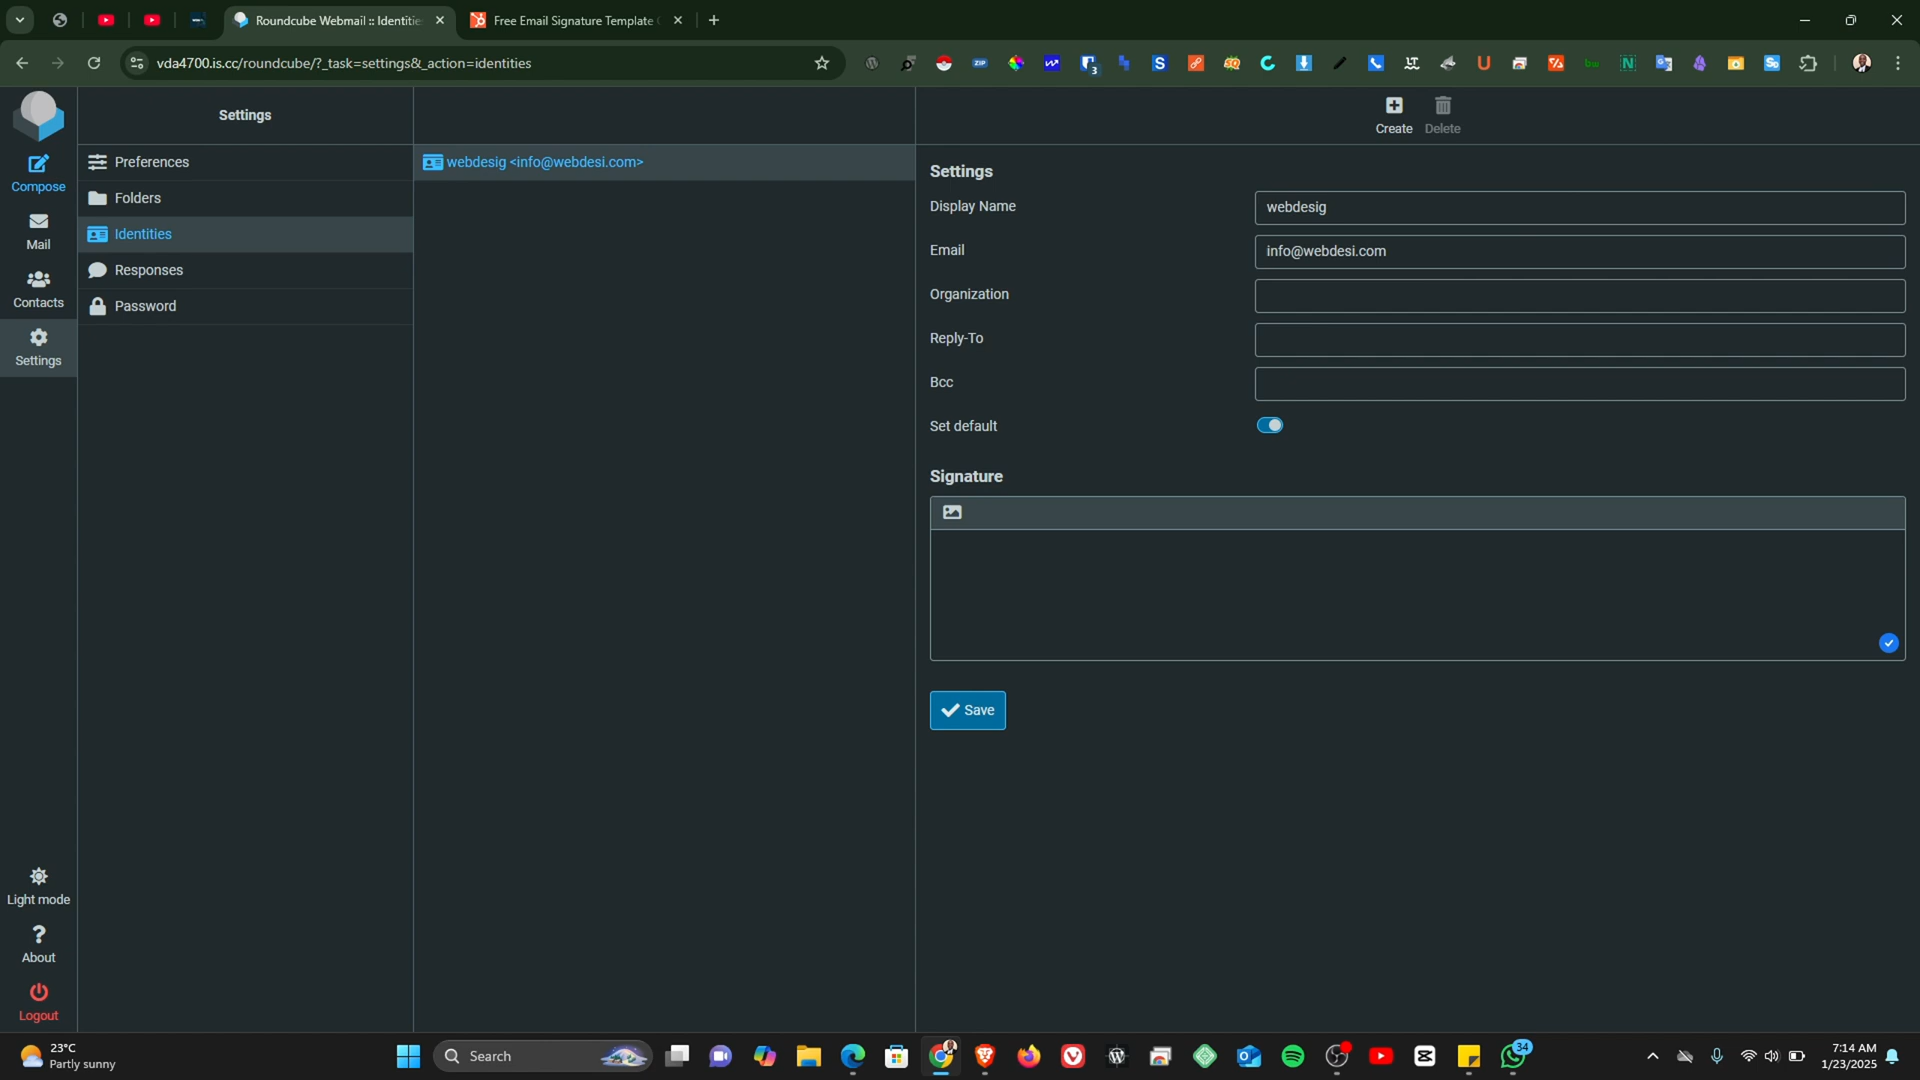 Roundcube Webmail :: Identitie
Free Email Signature Template
vda4700.is.cc/roundcube/?_task=settings&_action=identities
Settings
Create
Delete
Compose
Mail
Contacts
Settings
Preferences
Folders
Identities
Responses
Password
webdesig <info@webdesi.com>
Settings
Display Name
webdesig
Email
info@webdesi.com
Organization
Reply-To
Bcc
Set default
Signature
Save
Light mode
About
Logout
23°C
Partly sunny
Search
34
7:14 AM
1/23/2025